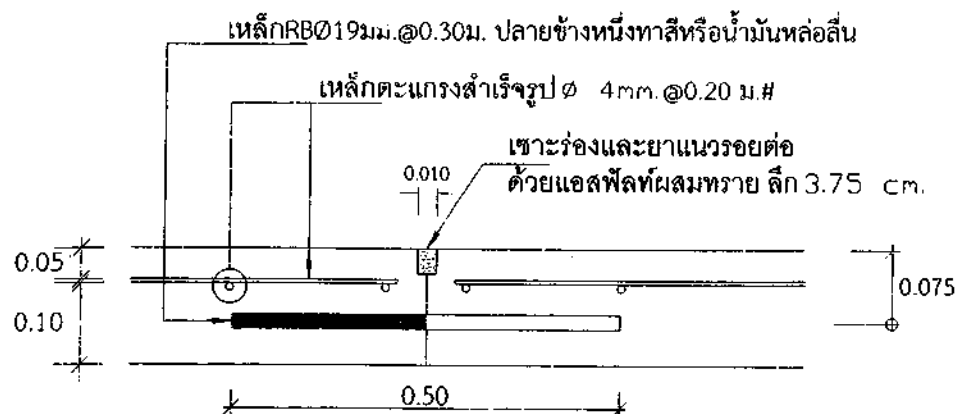 เหล็กRBØ19มม.@0.30ม. ปลายข้างหนึ่งทาสีหรือน้ำมันหล่อลื่น
เหล็กตะแกรงสำเร็จรูป Ø 4mm.@0.20 ม.#
เซาะร่องและยาแนวรอยต่อ
0.010
ด้วยแอสฟัลท์ผสมทราย ลึก 3.75 cm.
0.05
0.075
0.10
0.50